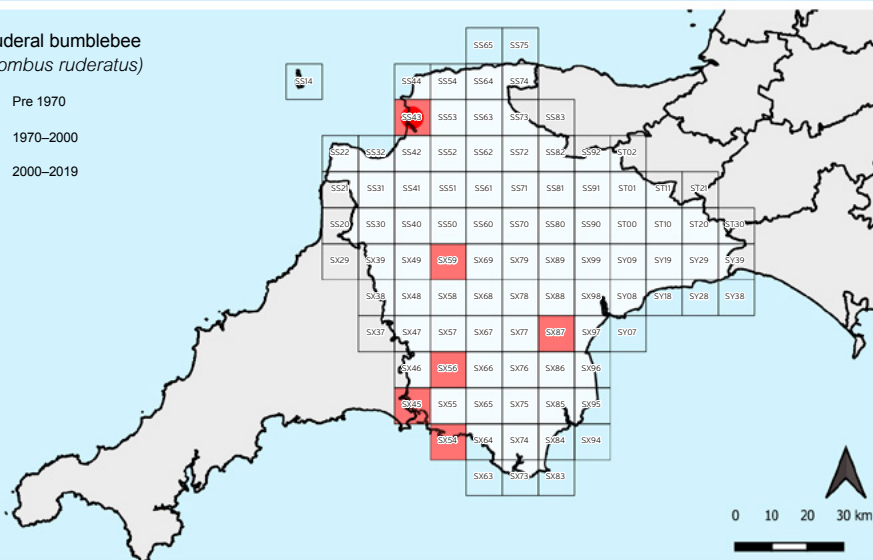 uderal bumblebee
ombus ruderatus)
Pre 1970
1970–2000
2000–2019
SS65 SS75
SS14 SS44 SS54 SS64 SS74
SS43 SS53 SS63 SS73 SS83
SS22 SS32 SS42 SS52 SS62 SS72 SS82 SS92 ST02
SS21 SS31 SS41 SS51 SS61 SS71 SS81 SS91 ST01 ST11 ST21
SS20 SS30 SS40 SS50 SS60 SS70 SS80 SS90 ST00 ST10 ST20 ST30
SX29 SX39 SX49 SX59 SX69 SX79 SX89 SX99 SY09 SY19 SY29 SY39
SX38 SX48 SX58 SX68 SX78 SX88 SX98 SY08 SY18 SY28 SY38
SX37 SX47 SX57 SX67 SX77 SX87 SX97 SY07
SX46 SX56 SX66 SX76 SX86 SX96
SX45 SX55 SX65 SX75 SX85 SX95
SX54 SX64 SX74 SX84 SX94
SX63 SX73 SX83
0 10 20 30 km